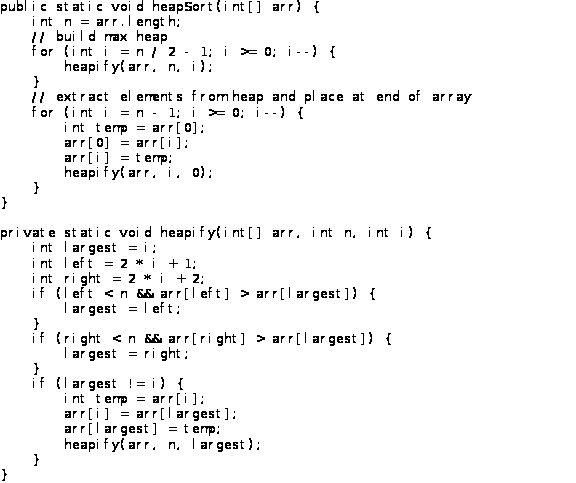 public static void heapSort(int[] arr) {
    int n = arr.length;
    // build max heap
    for (int i = n / 2 - 1; i >= 0; i--) {
        heapify(arr, n, i);
    }
    // extract elements from heap and place at end of array
    for (int i = n - 1; i >= 0; i--) {
        int temp = arr[0];
        arr[0] = arr[i];
        arr[i] = temp;
        heapify(arr, i, 0);
    }
}

private static void heapify(int[] arr, int n, int i) {
    int largest = i;
    int left = 2 * i + 1;
    int right = 2 * i + 2;
    if (left < n && arr[left] > arr[largest]) {
        largest = left;
    }
    if (right < n && arr[right] > arr[largest]) {
        largest = right;
    }
    if (largest != i) {
        int temp = arr[i];
        arr[i] = arr[largest];
        arr[largest] = temp;
        heapify(arr, n, largest);
    }
}